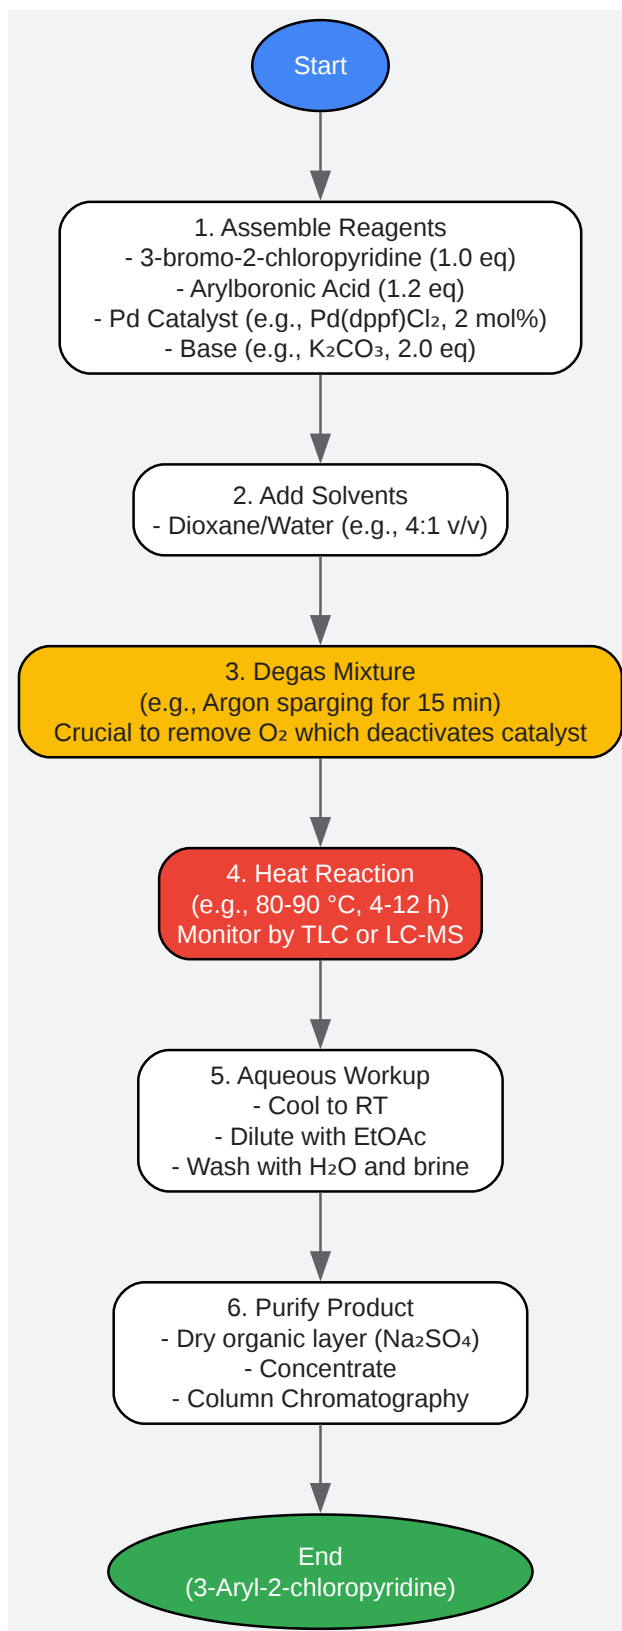 Start
1. Assemble Reagents
- 3-bromo-2-chloropyridine (1.0 eq)
- Arylboronic Acid (1.2 eq)
- Pd Catalyst (e.g., Pd(dppf)Cl₂, 2 mol%)
- Base (e.g., K₂CO₃, 2.0 eq)
2. Add Solvents
- Dioxane/Water (e.g., 4:1 v/v)
3. Degas Mixture
(e.g., Argon sparging for 15 min)
Crucial to remove O₂ which deactivates catalyst
4. Heat Reaction
(e.g., 80-90 °C, 4-12 h)
Monitor by TLC or LC-MS
5. Aqueous Workup
- Cool to RT
- Dilute with EtOAc
- Wash with H₂O and brine
6. Purify Product
- Dry organic layer (Na₂SO₄)
- Concentrate
- Column Chromatography
End
(3-Aryl-2-chloropyridine)